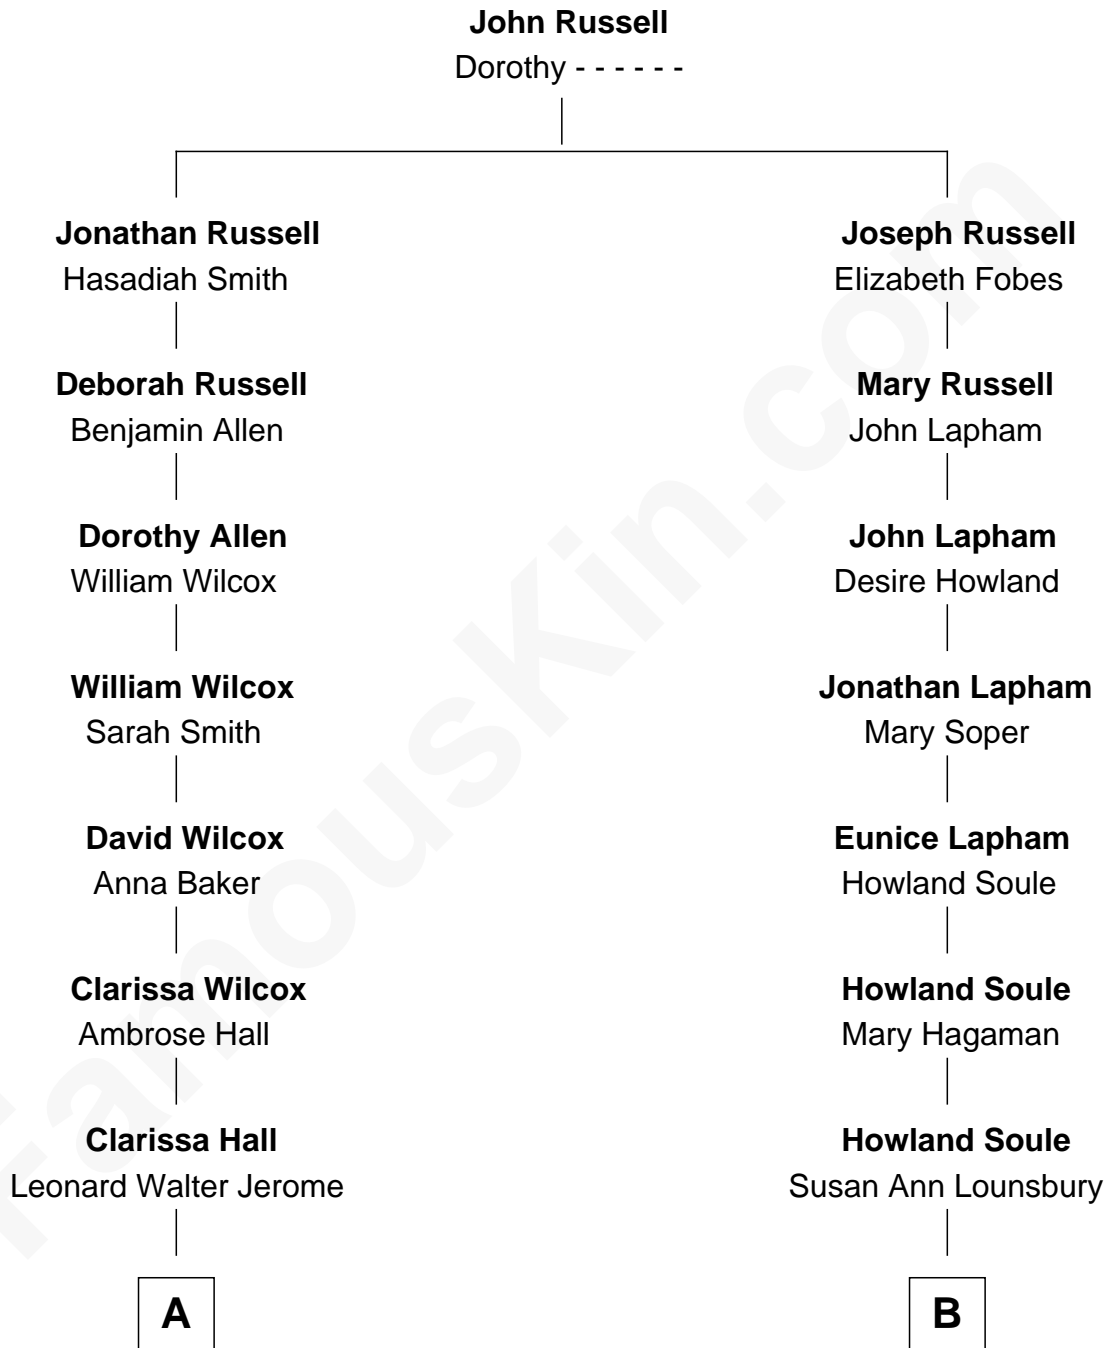 John Russell
Dorothy - - - - - -
Jonathan Russell
Hasadiah Smith
Joseph Russell
Elizabeth Fobes
Deborah Russell
Benjamin Allen
Mary Russell
John Lapham
Dorothy Allen
William Wilcox
John Lapham
Desire Howland
William Wilcox
Sarah Smith
Jonathan Lapham
Mary Soper
David Wilcox
Anna Baker
Eunice Lapham
Howland Soule
Clarissa Wilcox
Ambrose Hall
Howland Soule
Mary Hagaman
Clarissa Hall
Leonard Walter Jerome
Howland Soule
Susan Ann Lounsbury
A
B
FamousKin.com